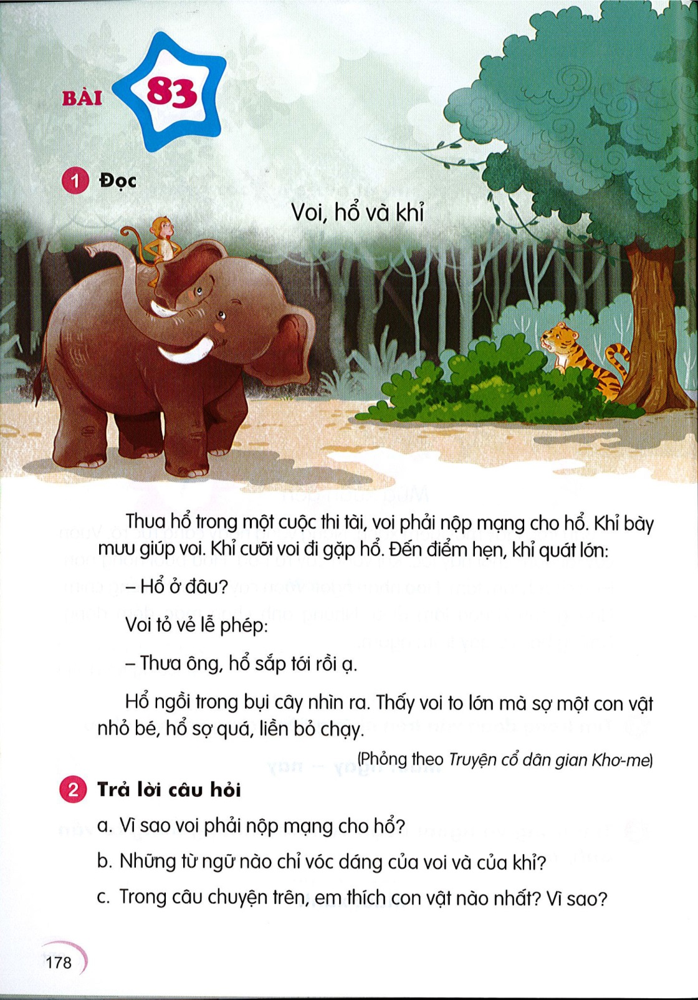 BÀI 83
1 Đọc
Voi, hổ và khỉ
Thua hổ trong một cuộc thi tài, voi phải nộp mạng cho hổ. Khỉ bày
mưu giúp voi. Khỉ cưỡi voi đi gặp hổ. Đến điểm hẹn, khỉ quát lớn:
– Hổ ở đâu?
Voi tỏ vẻ lễ phép:
– Thưa ông, hổ sắp tới rồi ạ.
Hổ ngồi trong bụi cây nhìn ra. Thấy voi to lớn mà sợ một con vật
nhỏ bé, hổ sợ quá, liền bỏ chạy.
(Phỏng theo Truyện cổ dân gian Khơ-me)
2 Trả lời câu hỏi
a. Vì sao voi phải nộp mạng cho hổ?
b. Những từ ngữ nào chỉ vóc dáng của voi và của khỉ?
c. Trong câu chuyện trên, em thích con vật nào nhất? Vì sao?
178